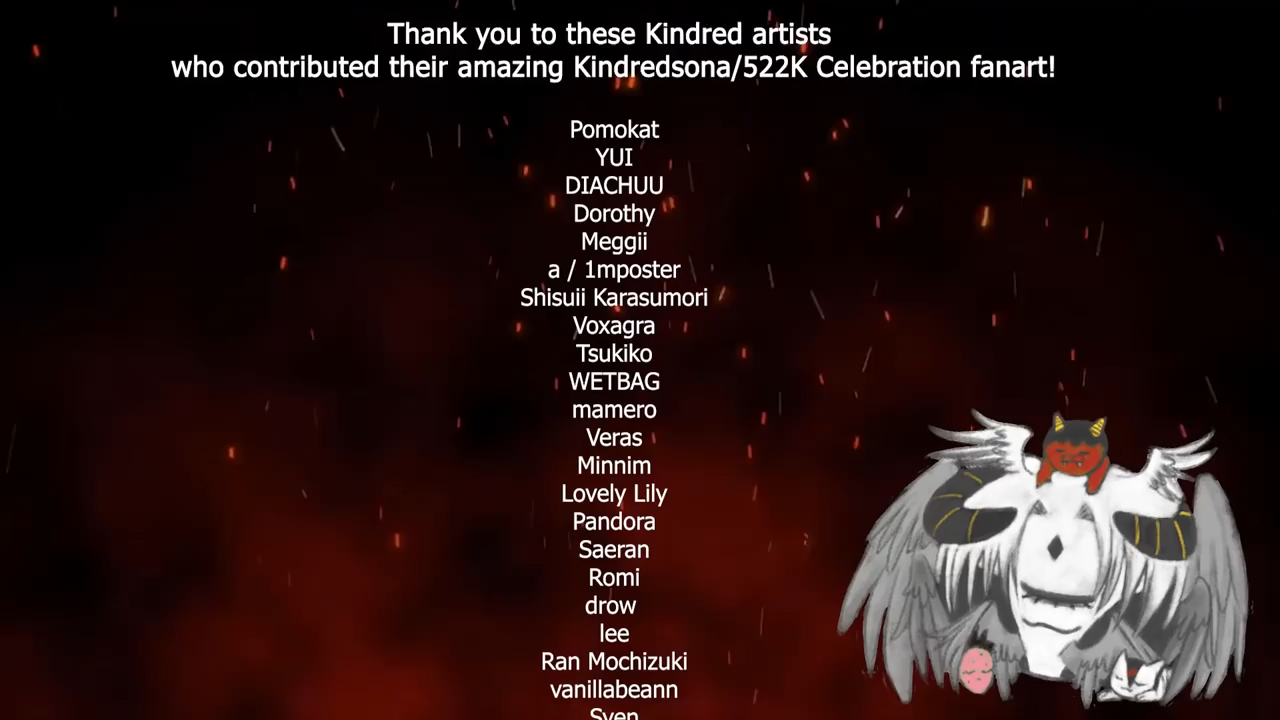 Thank you to these Kindred artists
who contributed their amazing Kindredsona/522K Celebration fanart!
Pomokat
YUI
DIACHUU
Dorothy
Meggii
a / 1mposter
Shisuii Karasumori
Voxagra
Tsukiko
WETBAG
mamero
Veras
Minnim
Lovely Lily
Pandora
Saeran
Romi
drow
lee
Ran Mochizuki
vanillabeann
Sven